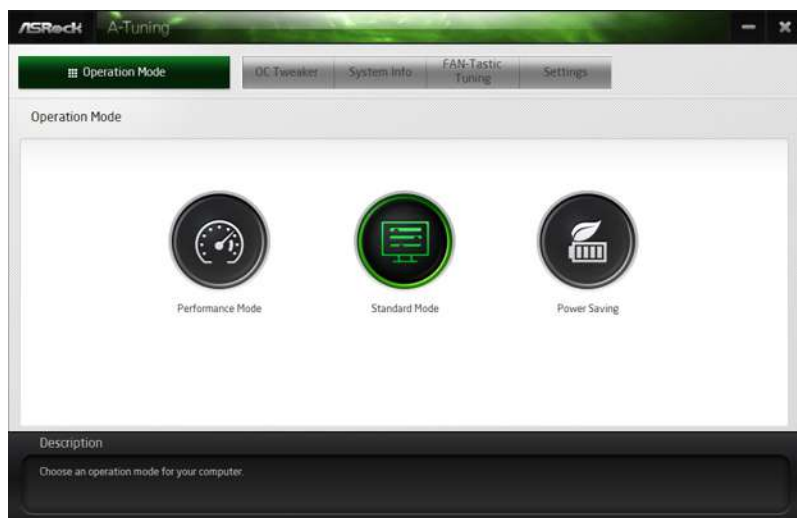 ASRock A-Tuning
Operation Mode OC Tweaker System Info FAN-Tastic Tuning Settings
Operation Mode
Performance Mode Standard Mode Power Saving
Description
Choose an operation mode for your computer.